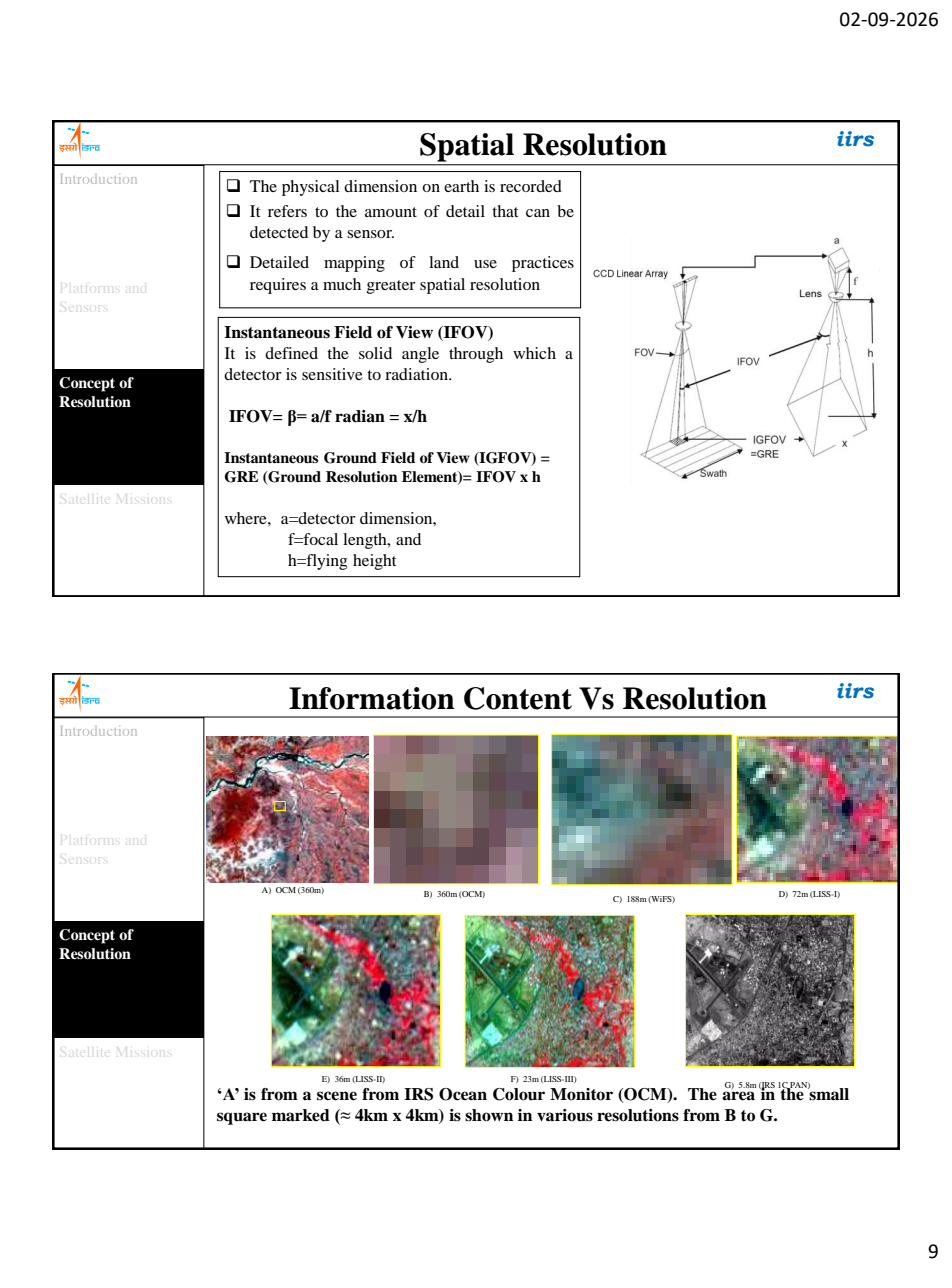 02-09-2026
इसरो isro
Spatial Resolution
iirs
Introduction
Platforms and
Sensors
Concept of
Resolution
Satellite Missions
❑ The physical dimension on earth is recorded
❑ It refers to the amount of detail that can be
detected by a sensor.
❑ Detailed mapping of land use practices
requires a much greater spatial resolution
Instantaneous Field of View (IFOV)
It is defined the solid angle through which a
detector is sensitive to radiation.
IFOV= β= a/f radian = x/h
Instantaneous Ground Field of View (IGFOV) =
GRE (Ground Resolution Element)= IFOV x h
where, a=detector dimension,
f=focal length, and
h=flying height
a
CCD Linear Array
f
Lens
FOV
IFOV
h
IGFOV
=GRE
x
Swath
इसरो isro
Information Content Vs Resolution
iirs
Introduction
Platforms and
Sensors
Concept of
Resolution
Satellite Missions
A) OCM (360m)
B) 360m (OCM)
C) 188m (WiFS)
D) 72m (LISS-I)
E) 36m (LISS-II)
F) 23m (LISS-III)
G) 5.8m (IRS 1C PAN)
‘A’ is from a scene from IRS Ocean Colour Monitor (OCM). The area in the small
square marked (≈ 4km x 4km) is shown in various resolutions from B to G.
9